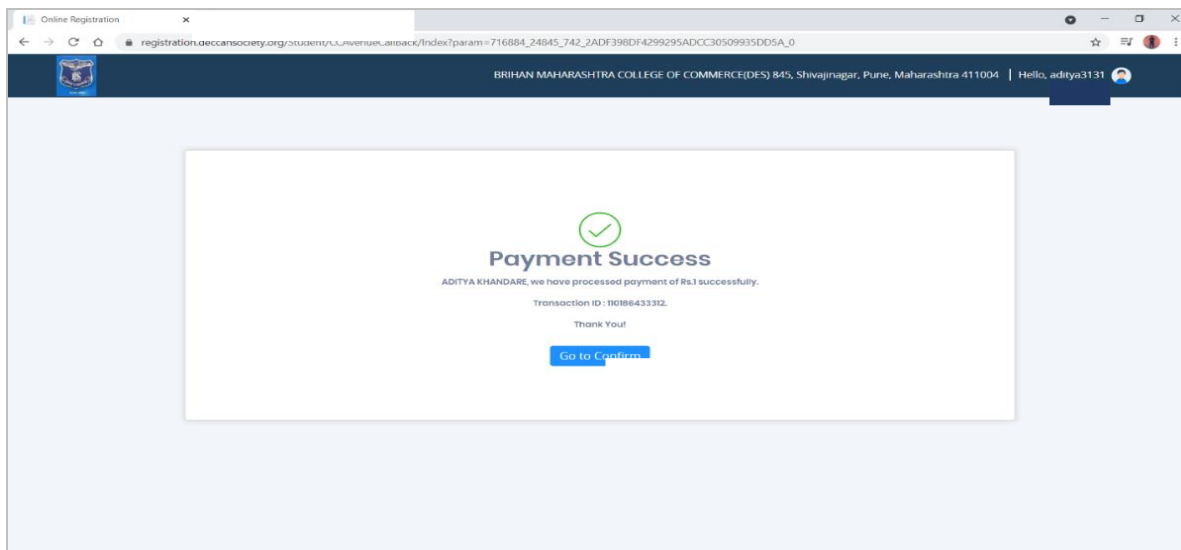 Online Registration
registration.deccansociety.org/Student/CCAvenueCallback/Index?param=716884_24845_742_2ADF398DF4299295ADCC30509935DD5A_0
BRIHAN MAHARASHTRA COLLEGE OF COMMERCE(DES) 845, Shivajinagar, Pune, Maharashtra 411004 | Hello, aditya3131
Payment Success
ADITYA KHANDARE, we have processed payment of Rs.1 successfully.
Transaction ID : 110186433312.
Thank You!
Go to Confirm